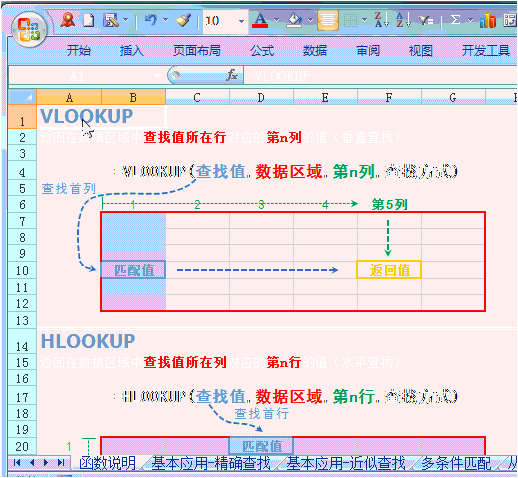 10
开始 插入 页面布局 公式 数据 审阅 视图 开发工具
A1 fx VLOOKUP
A B C D E F G
1 VLOOKUP
2 返回在数据区域中 查找值所在行 对应的 第n列 的值（垂直查找）
3
4 =VLOOKUP(查找值,数据区域,第n列,查找方式)
5 查找首列
6 1 2 3 4 第5列
7
8
9
10 匹配值 返回值
11
12
13
14 HLOOKUP
15 返回在数据区域中 查找值所在列 对应的 第n行 的值（水平查找）
16
17 =HLOOKUP(查找值,数据区域,第n行,查找方式)
18 查找首行
19
20 1 匹配值
函数说明 基本应用-精确查找 基本应用-近似查找 多条件匹配 从